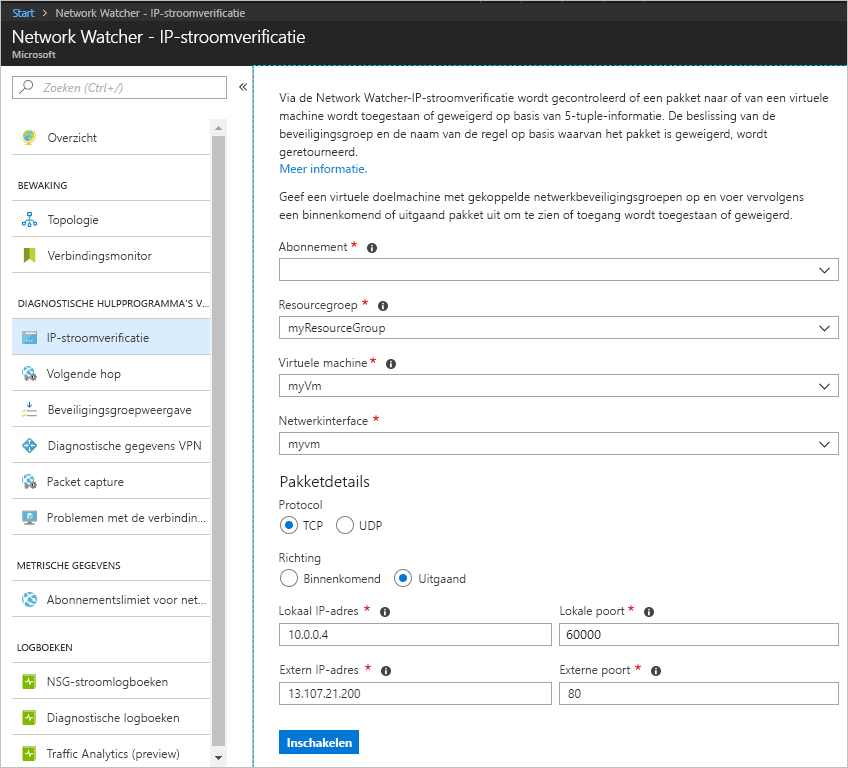 Start > Network Watcher - IP-stroomverificatie
Network Watcher - IP-stroomverificatie
Microsoft
Zoeken (Ctrl+/)
«
Overzicht
BEWAKING
Topologie
Verbindingsmonitor
DIAGNOSTISCHE HULPPROGRAMMA'S V...
IP-stroomverificatie
Volgende hop
Beveiligingsgroepweergave
Diagnostische gegevens VPN
Packet capture
Problemen met de verbindin...
METRISCHE GEGEVENS
Abonnementslimiet voor net...
LOGBOEKEN
NSG-stroomlogboeken
Diagnostische logboeken
Traffic Analytics (preview)
Via de Network Watcher-IP-stroomverificatie wordt gecontroleerd of een pakket naar of van een virtuele
machine wordt toegestaan of geweigerd op basis van 5-tuple-informatie. De beslissing van de
beveiligingsgroep en de naam van de regel op basis waarvan het pakket is geweigerd, wordt
geretourneerd.
Meer informatie.
Geef een virtuele doelmachine met gekoppelde netwerkbeveiligingsgroepen op en voer vervolgens
een binnenkomend of uitgaand pakket uit om te zien of toegang wordt toegestaan of geweigerd.
Abonnement *
Resourcegroep *
myResourceGroup
Virtuele machine *
myVm
Netwerkinterface *
myvm
Pakketdetails
Protocol
TCP UDP
Richting
Binnenkomend Uitgaand
Lokaal IP-adres * Lokale poort *
10.0.0.4 60000
Extern IP-adres * Externe poort *
13.107.21.200 80
Inschakelen